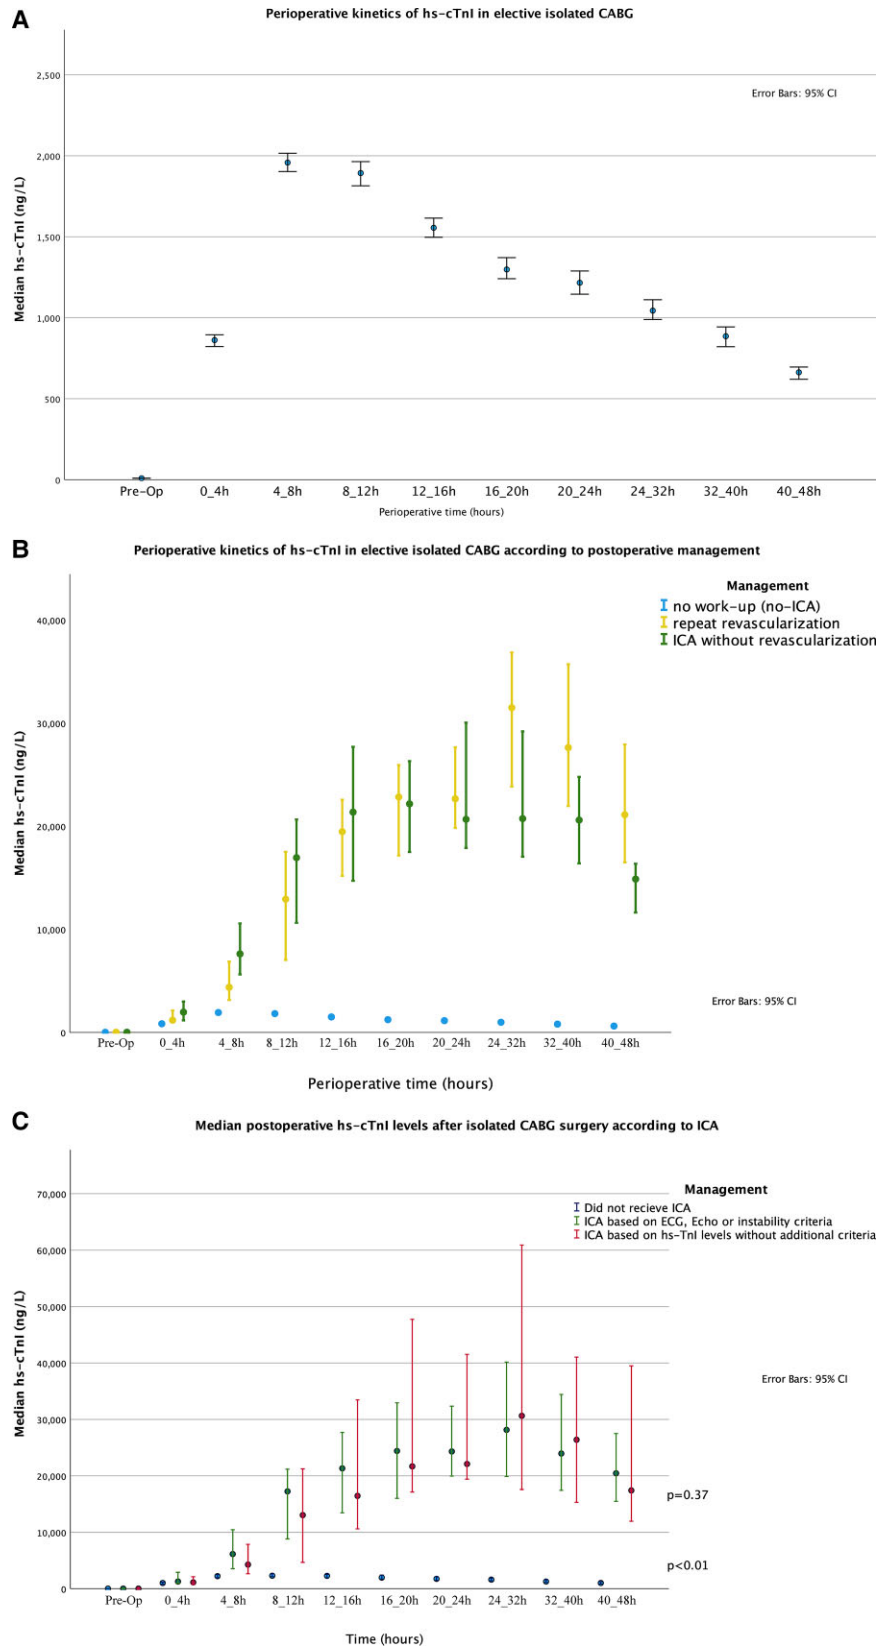 A
Perioperative kinetics of hs-cTnI in elective isolated CABG
Error Bars: 95% CI
Median hs-cTnI (ng/L)
2,500
2,000
1,500
1,000
500
0
Pre-Op 0_4h 4_8h 8_12h 12_16h 16_20h 20_24h 24_32h 32_40h 40_48h
Perioperative time (hours)
B
Perioperative kinetics of hs-cTnI in elective isolated CABG according to postoperative management
Management
no work-up (no-ICA)
repeat revascularization
ICA without revascularization
Median hs-cTnI (ng/L)
40,000
30,000
20,000
10,000
0
Error Bars: 95% CI
Pre-Op 0_4h 4_8h 8_12h 12_16h 16_20h 20_24h 24_32h 32_40h 40_48h
Perioperative time (hours)
C
Median postoperative hs-cTnI levels after isolated CABG surgery according to ICA
Management
Did not recieve ICA
ICA based on ECG, Echo or instability criteria
ICA based on hs-TnI levels without additional criteria
Median hs-cTnI (ng/L)
70,000
60,000
50,000
40,000
30,000
20,000
10,000
0
Error Bars: 95% CI
p=0.37
p<0.01
Pre-Op 0_4h 4_8h 8_12h 12_16h 16_20h 20_24h 24_32h 32_40h 40_48h
Time (hours)